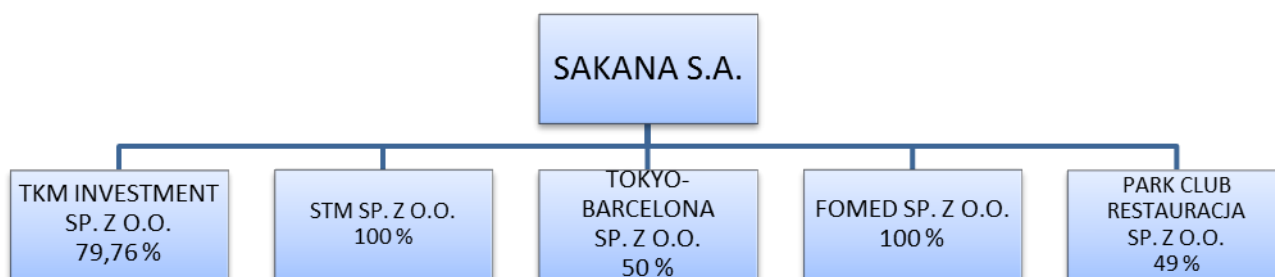 SAKANA S.A.
TKM INVESTMENT
SP. Z O.O.
79,76 %
STM SP. Z O.O.
100 %
TOKYO-
BARCELONA
SP. Z O.O.
50 %
FOMED SP. Z O.O.
100 %
PARK CLUB
RESTAURACJA
SP. Z O.O.
49 %